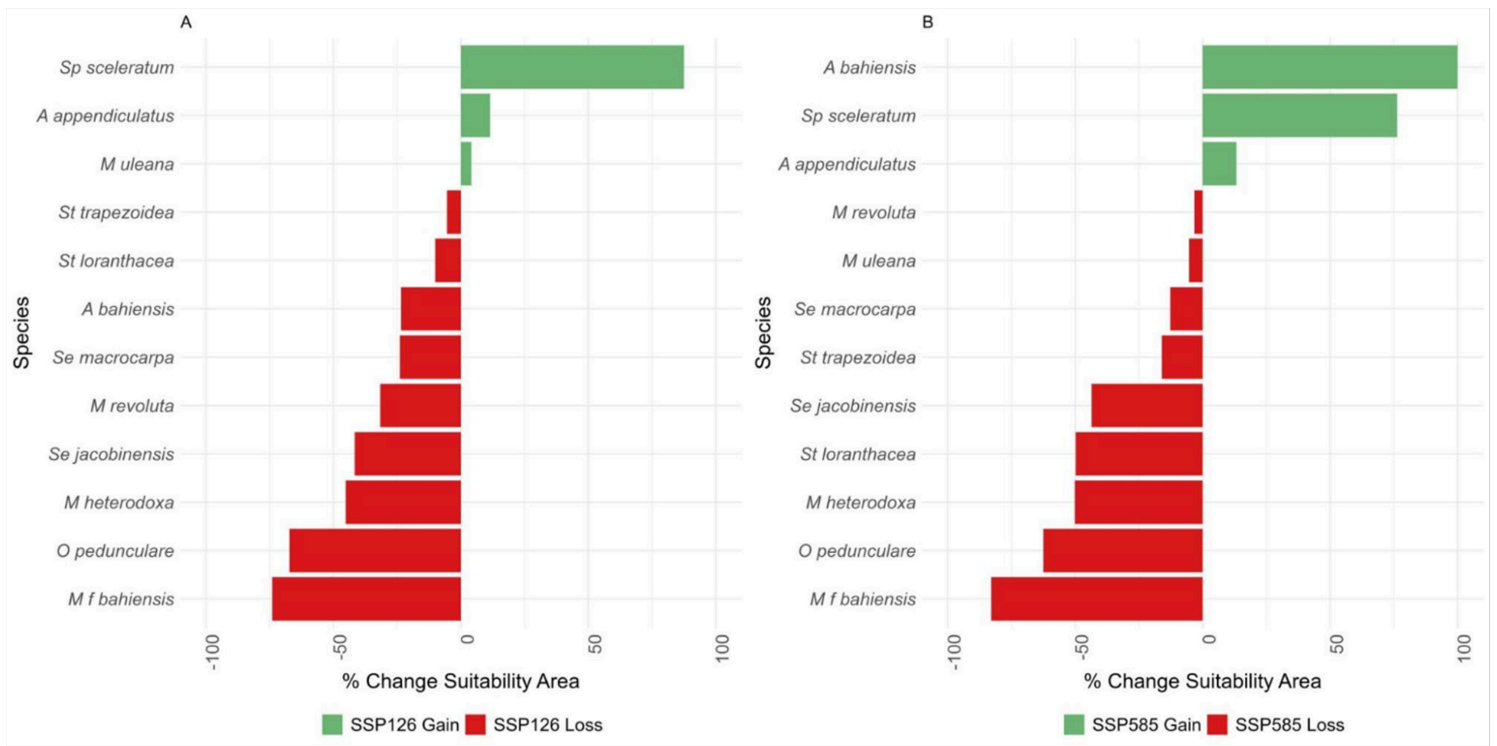 A
Sp sceleratum
A appendiculatus
M uleana
St trapezoidea
St loranthacea
A bahiensis
Se macrocarpa
M revoluta
Se jacobinensis
M heterodoxa
O pedunculare
M f bahiensis
Species
-100
-50
0
50
100
% Change Suitability Area
SSP126 Gain
SSP126 Loss
B
A bahiensis
Sp sceleratum
A appendiculatus
M revoluta
M uleana
Se macrocarpa
St trapezoidea
Se jacobinensis
St loranthacea
M heterodoxa
O pedunculare
M f bahiensis
Species
-100
-50
0
50
100
% Change Suitability Area
SSP585 Gain
SSP585 Loss